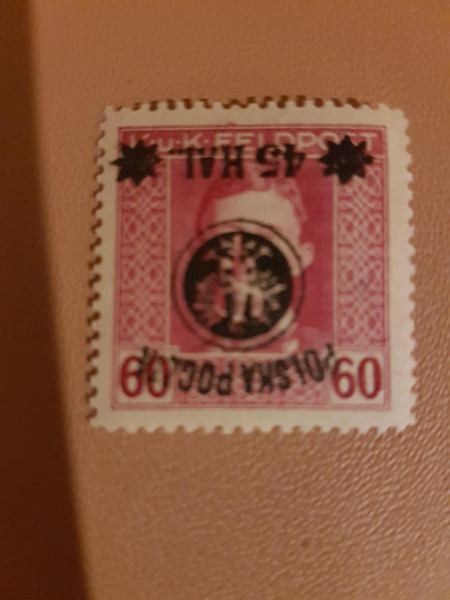 K.u.K. FELDPOST
45 HAL
POLSKA POCZTA
60 60